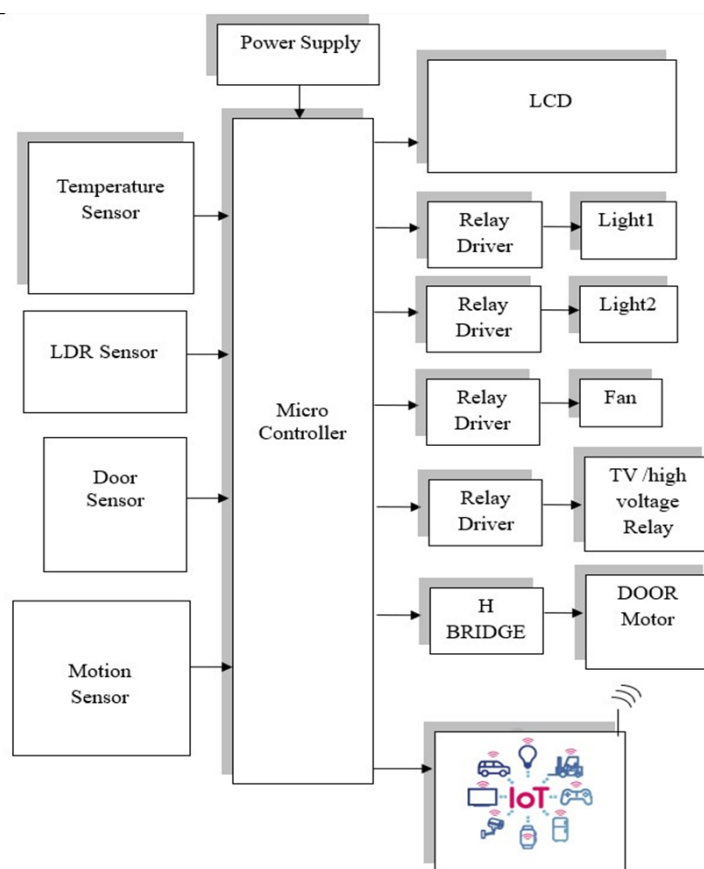 Power Supply
LCD
Temperature
Sensor
Relay
Driver
Light1
Relay
Driver
Light2
LDR Sensor
Micro
Controller
Relay
Driver
Fan
Door
Sensor
Relay
Driver
TV /high
voltage
Relay
H
BRIDGE
DOOR
Motor
Motion
Sensor
IoT